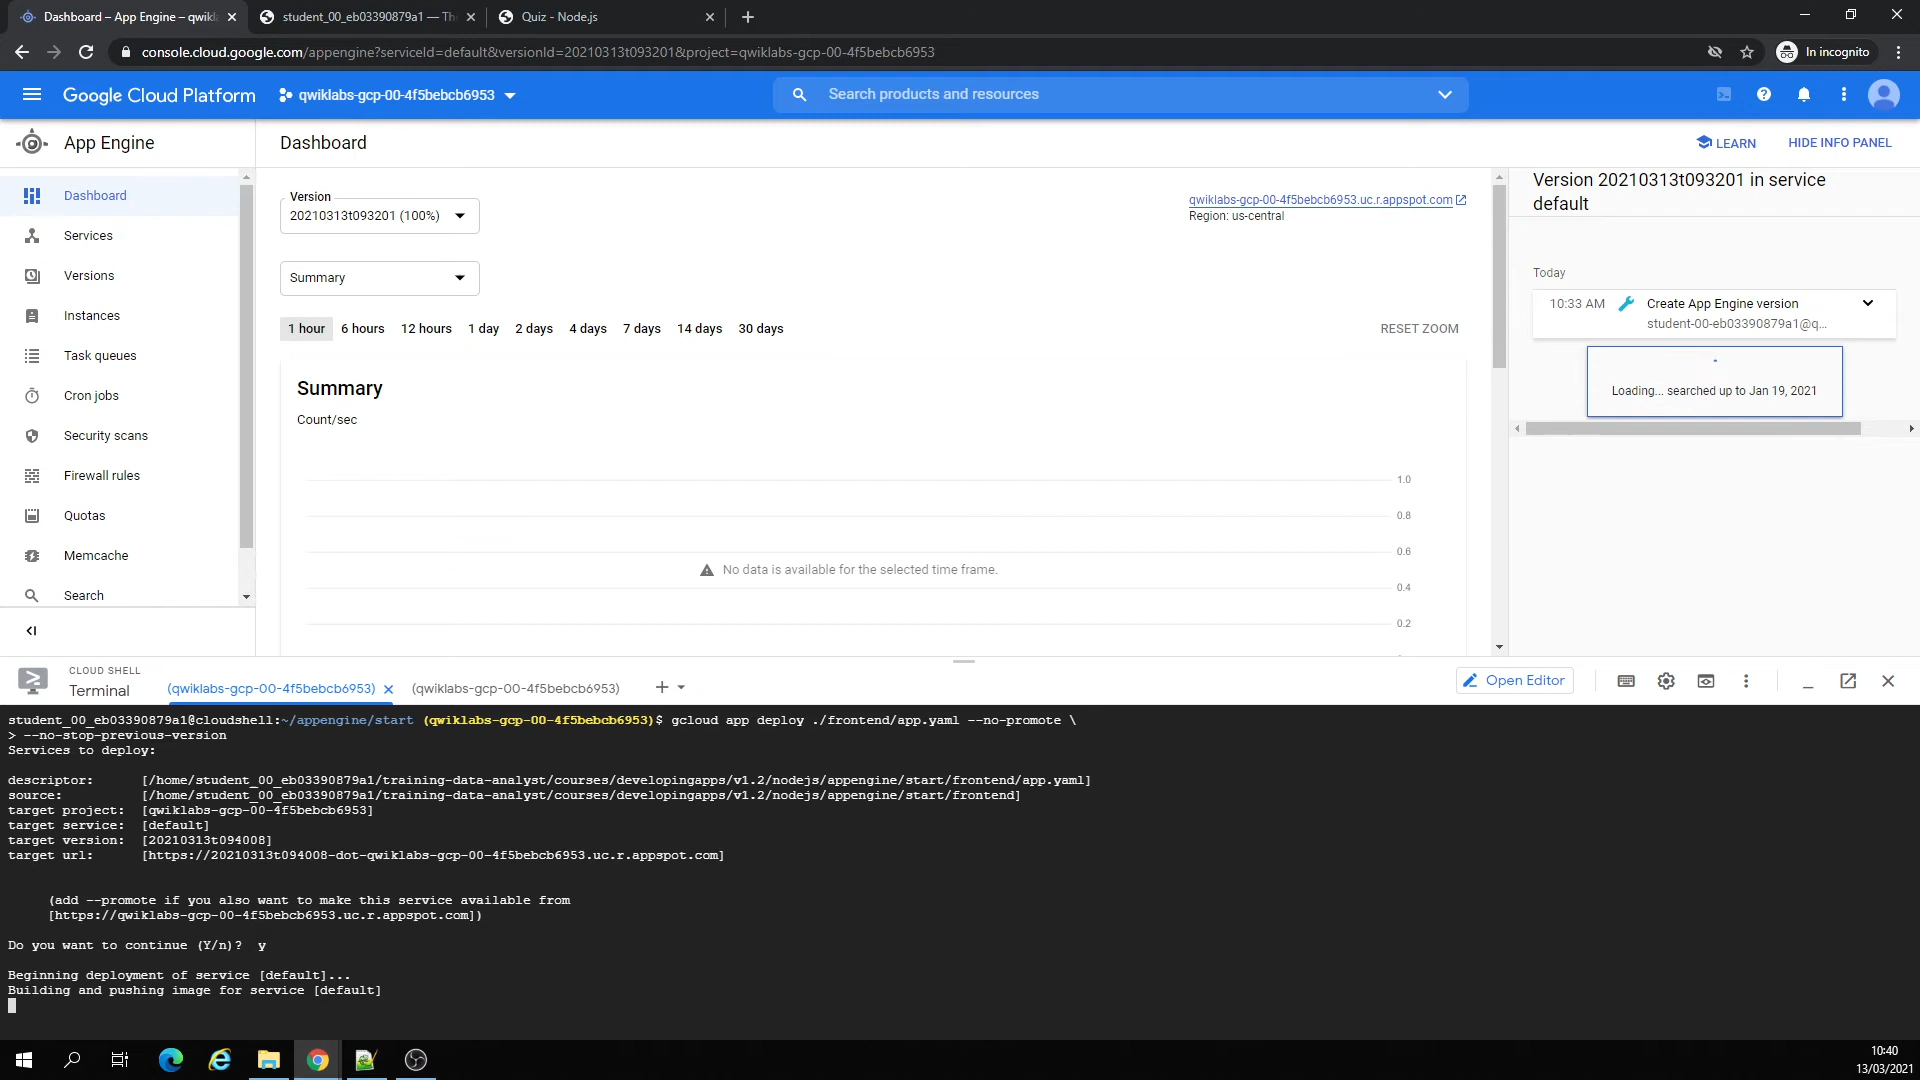 Dashboard – App Engine – qwikl
student_00_eb03390879a1 — Th
Quiz - Node.js
console.cloud.google.com/appengine?serviceId=default&versionId=20210313t093201&project=qwiklabs-gcp-00-4f5bebcb6953
In incognito
Google Cloud Platform
qwiklabs-gcp-00-4f5bebcb6953
Search products and resources
App Engine
Dashboard
LEARN
HIDE INFO PANEL
Dashboard
Services
Versions
Instances
Task queues
Cron jobs
Security scans
Firewall rules
Quotas
Memcache
Search
Version
20210313t093201 (100%)
qwiklabs-gcp-00-4f5bebcb6953.uc.r.appspot.com
Region: us-central
Summary
1 hour 6 hours 12 hours 1 day 2 days 4 days 7 days 14 days 30 days
RESET ZOOM
Summary
Count/sec
1.0
0.8
0.6
No data is available for the selected time frame.
0.4
0.2
Version 20210313t093201 in service
default
Today
10:33 AM Create App Engine version
student-00-eb03390879a1@q...
Loading... searched up to Jan 19, 2021
CLOUD SHELL
Terminal
(qwiklabs-gcp-00-4f5bebcb6953)
(qwiklabs-gcp-00-4f5bebcb6953)
Open Editor
student_00_eb03390879a1@cloudshell:~/appengine/start (qwiklabs-gcp-00-4f5bebcb6953)$ gcloud app deploy ./frontend/app.yaml --no-promote \
> --no-stop-previous-version
Services to deploy:
descriptor: [/home/student_00_eb03390879a1/training-data-analyst/courses/developingapps/v1.2/nodejs/appengine/start/frontend/app.yaml]
source: [/home/student_00_eb03390879a1/training-data-analyst/courses/developingapps/v1.2/nodejs/appengine/start/frontend]
target project: [qwiklabs-gcp-00-4f5bebcb6953]
target service: [default]
target version: [20210313t094008]
target url: [https://20210313t094008-dot-qwiklabs-gcp-00-4f5bebcb6953.uc.r.appspot.com]
(add --promote if you also want to make this service available from
[https://qwiklabs-gcp-00-4f5bebcb6953.uc.r.appspot.com])
Do you want to continue (Y/n)? y
Beginning deployment of service [default]...
Building and pushing image for service [default]
10:40
13/03/2021